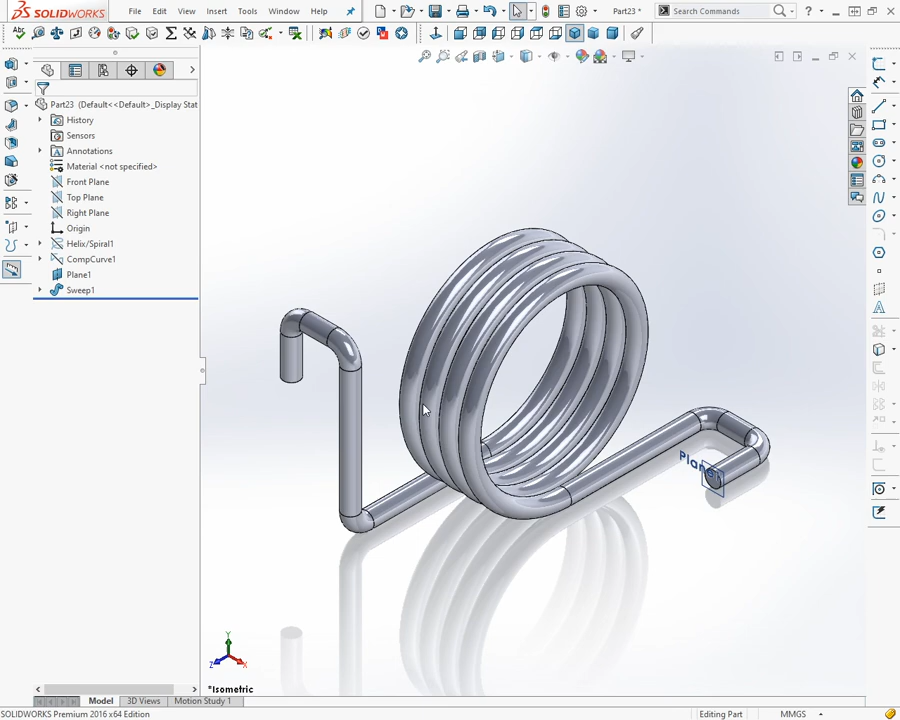 SOLIDWORKS
File Edit View Insert Tools Window Help
Part23 *
Search Commands
Part23 (Default<<Default>_Display Stat
History
Sensors
Annotations
Material <not specified>
Front Plane
Top Plane
Right Plane
Origin
Helix/Spiral1
CompCurve1
Plane1
Sweep1
Plane1
Y
Z
X
*Isometric
Model
3D Views
Motion Study 1
SOLIDWORKS Premium 2016 x64 Edition
Editing Part
MMGS